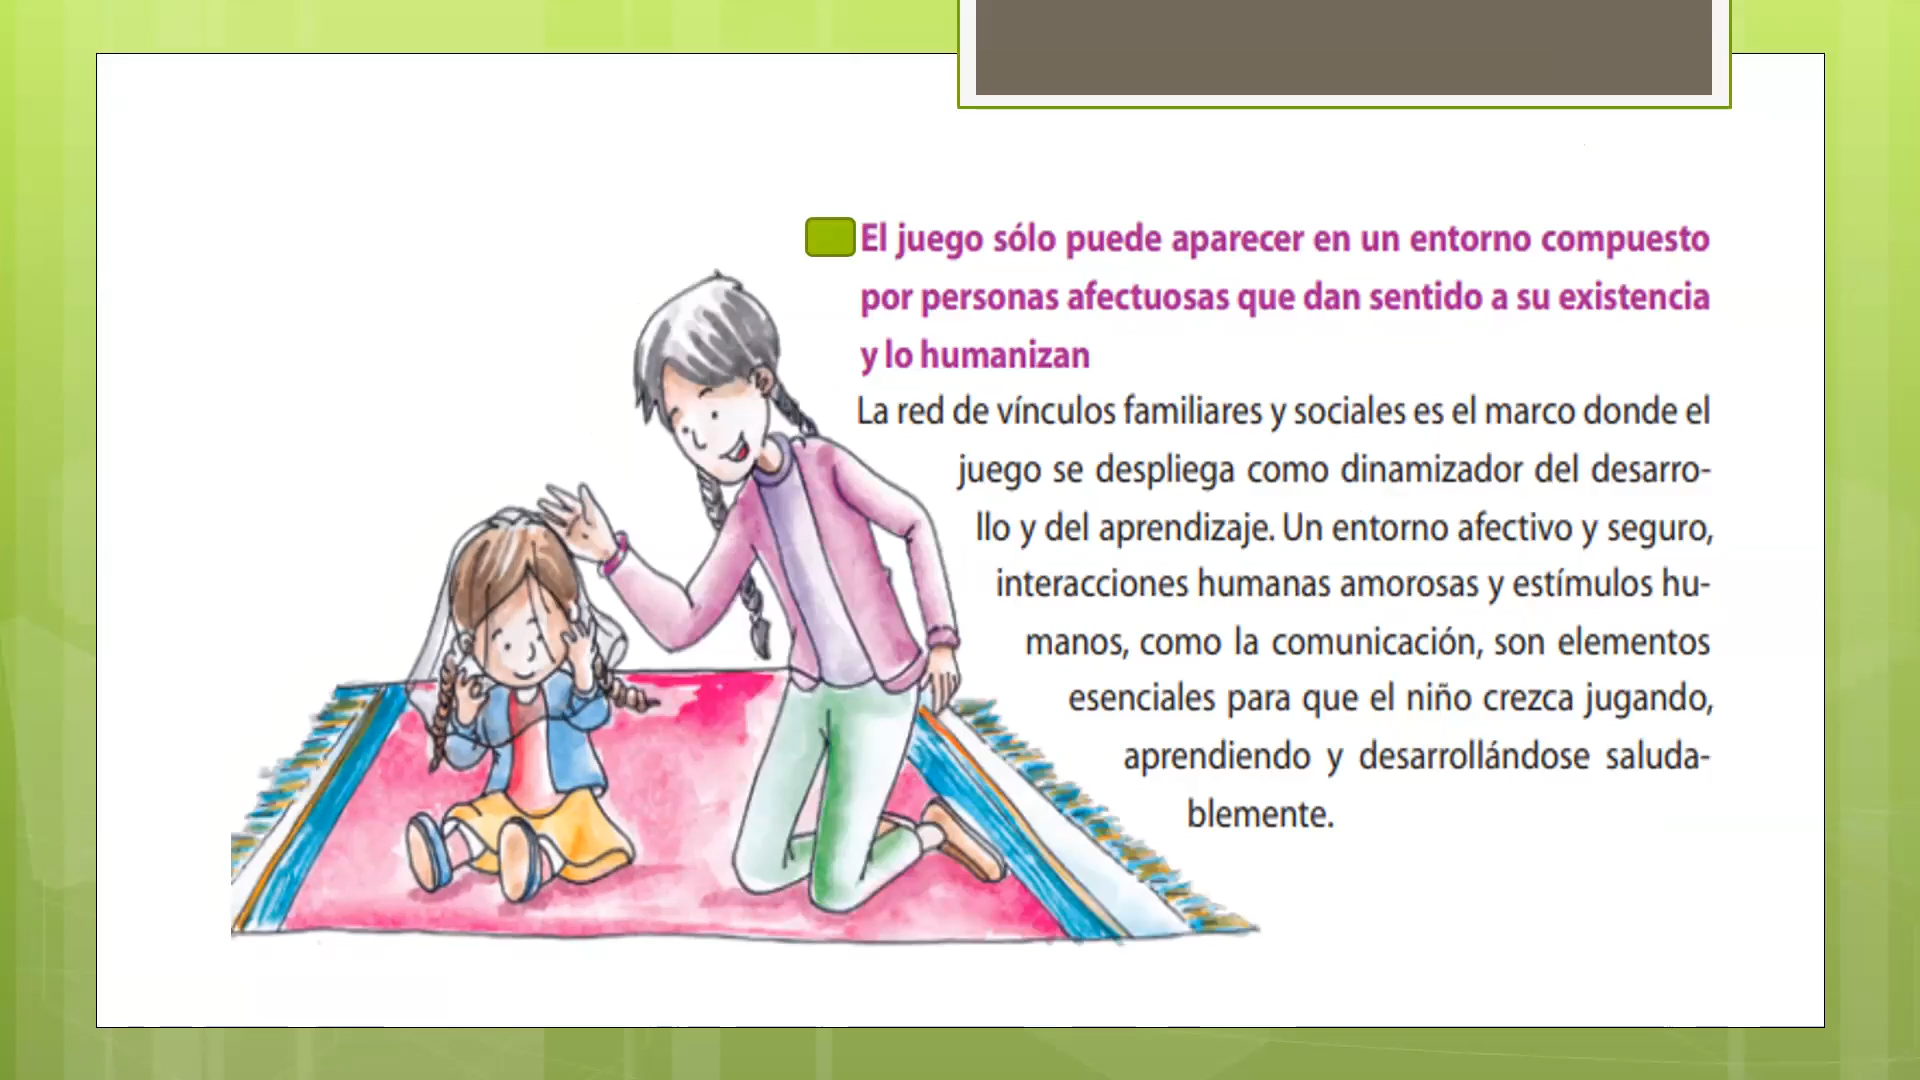 El juego sólo puede aparecer en un entorno compuesto
por personas afectuosas que dan sentido a su existencia
y lo humanizan
La red de vínculos familiares y sociales es el marco donde el
juego se despliega como dinamizador del desarro-
llo y del aprendizaje. Un entorno afectivo y seguro,
interacciones humanas amorosas y estímulos hu-
manos, como la comunicación, son elementos
esenciales para que el niño crezca jugando,
aprendiendo y desarrollándose saluda-
blemente.